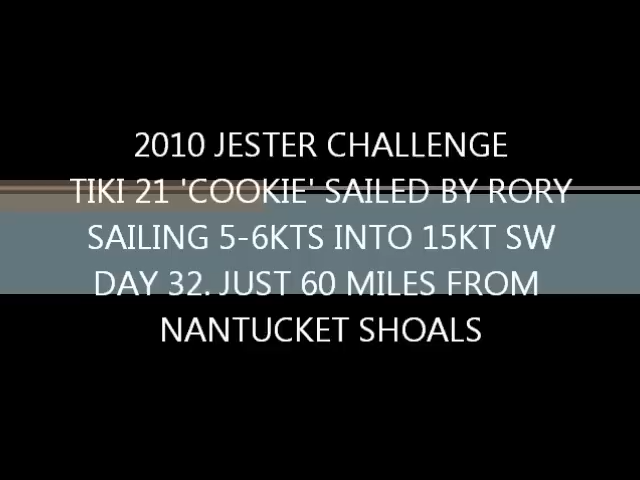 2010 JESTER CHALLENGE
TIKI 21 'COOKIE' SAILED BY RORY
SAILING 5-6KTS INTO 15KT SW
DAY 32. JUST 60 MILES FROM
NANTUCKET SHOALS